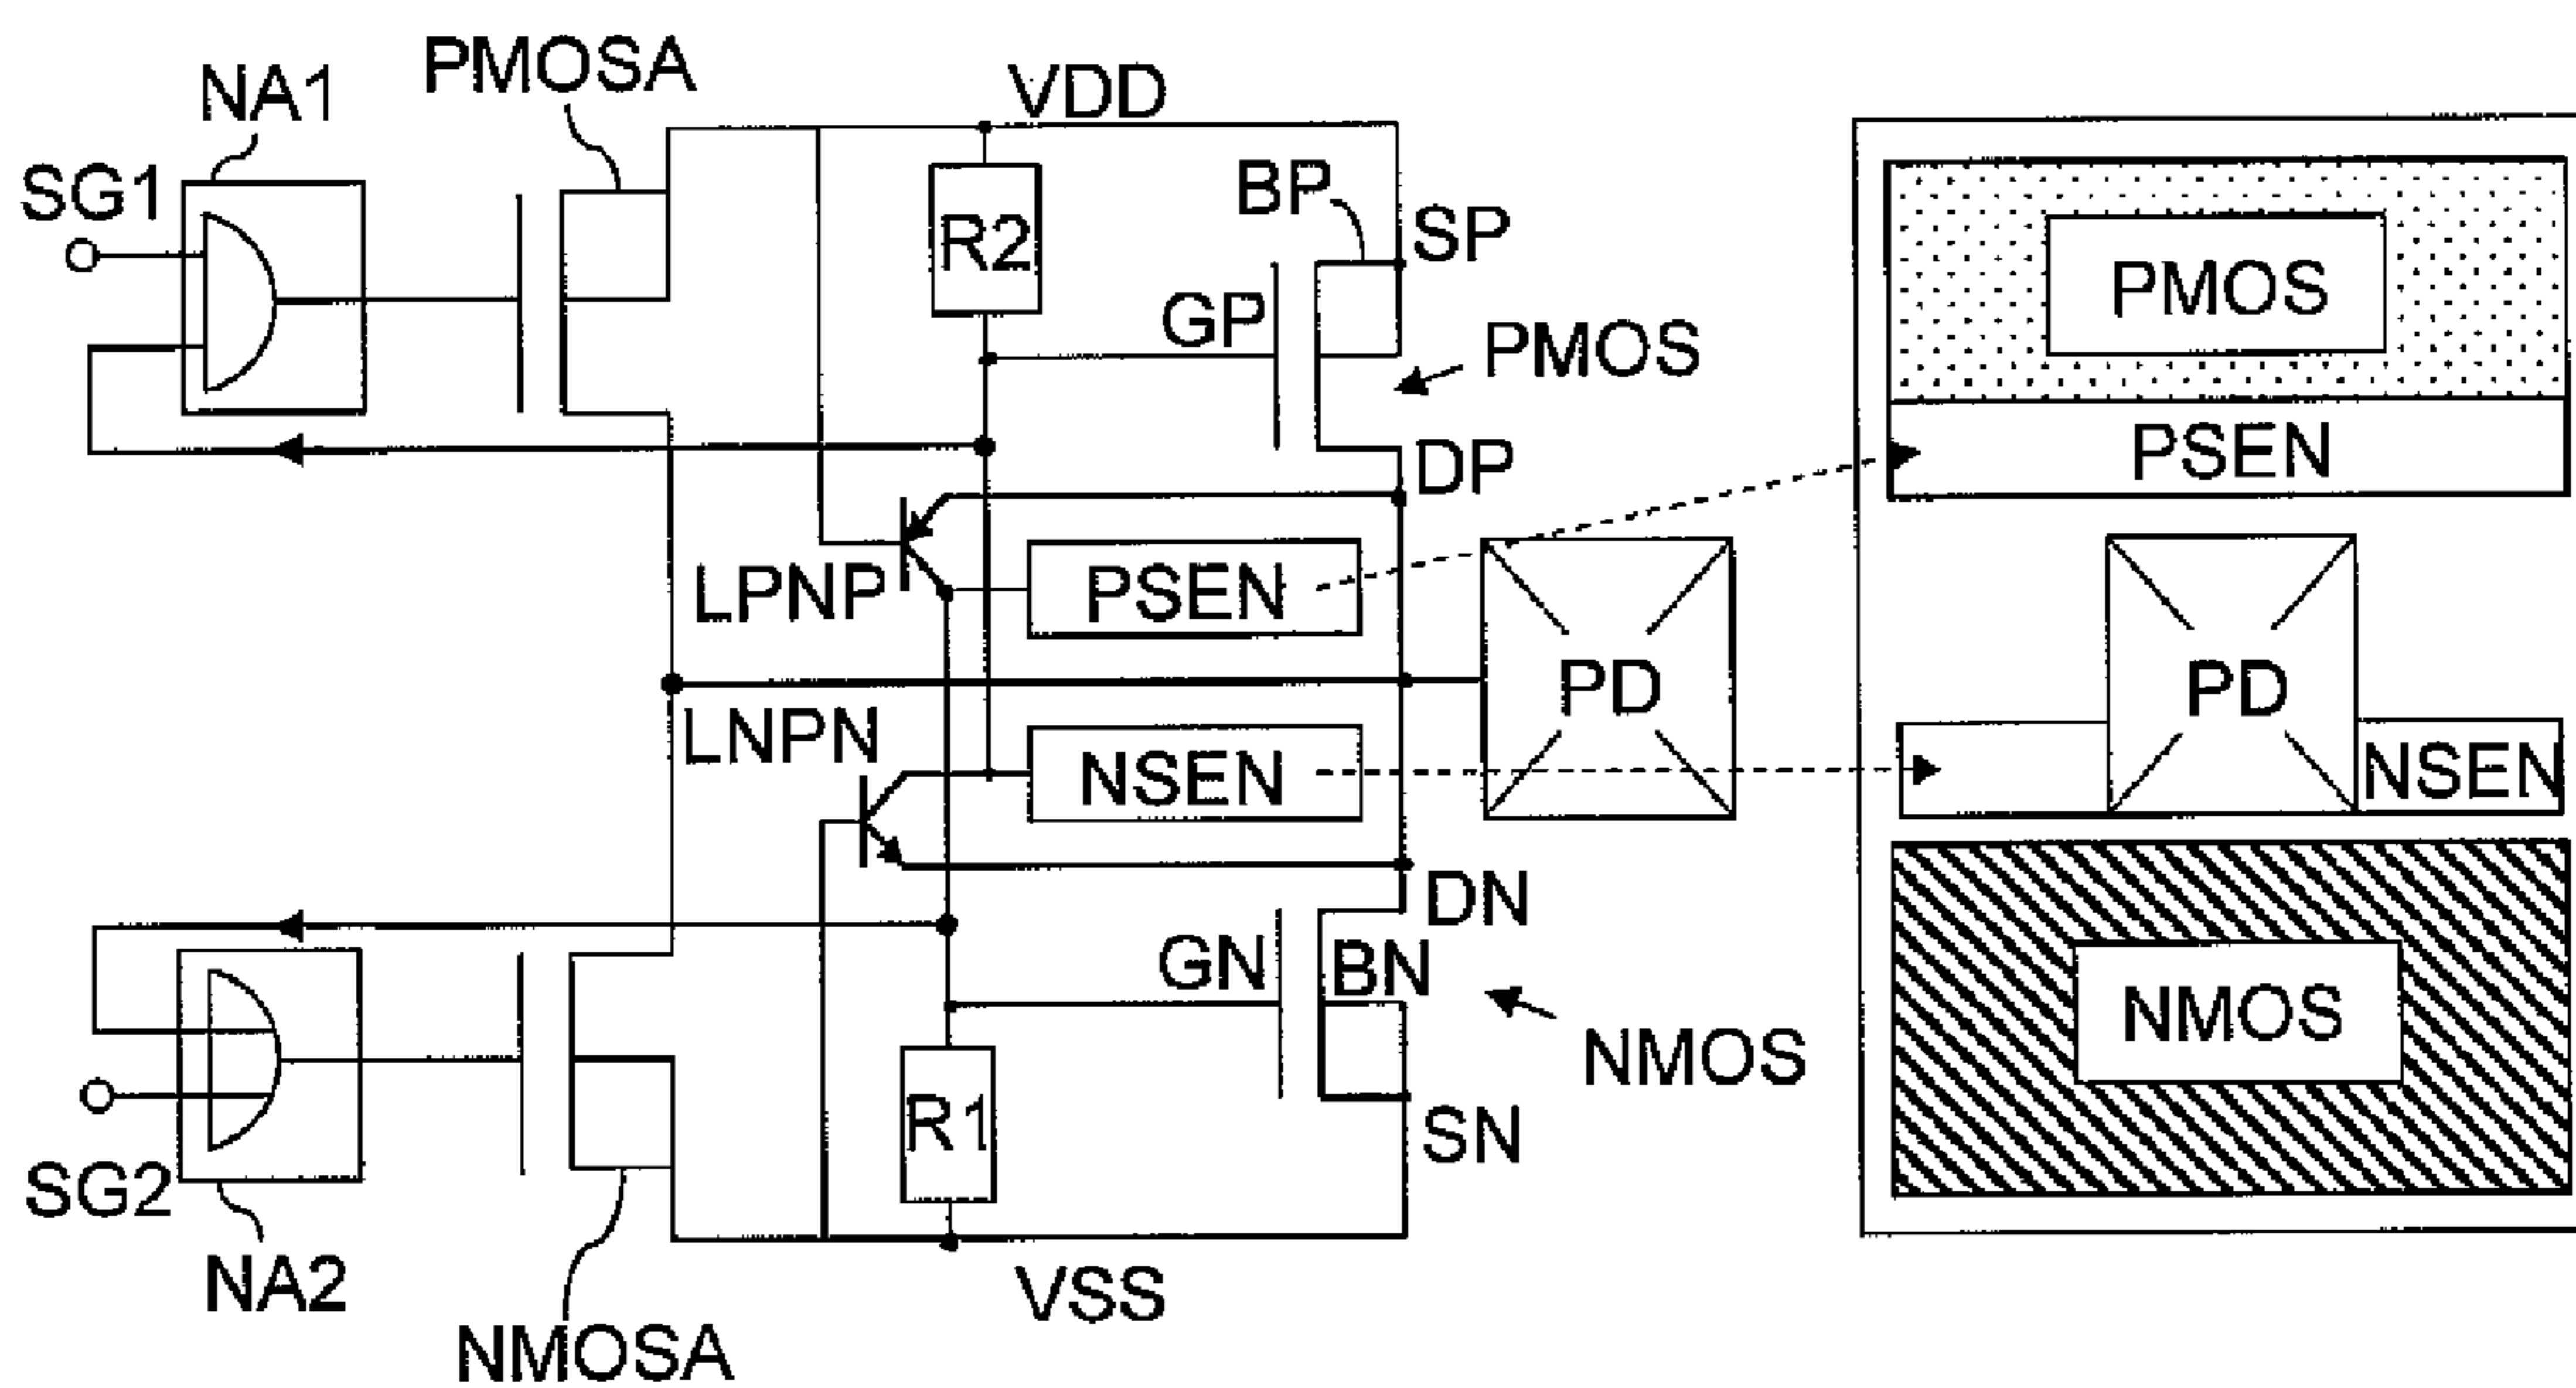 PMOSA
NA1
VDD
SG1
BP
SP
R2
GP
PMOS
DP
LPNP
PSEN
PD
LNPN
NSEN
DN
GN
BN
NMOS
R1
SN
SG2
NA2
VSS
NMOSA
PMOS
PSEN
PD
NSEN
NMOS